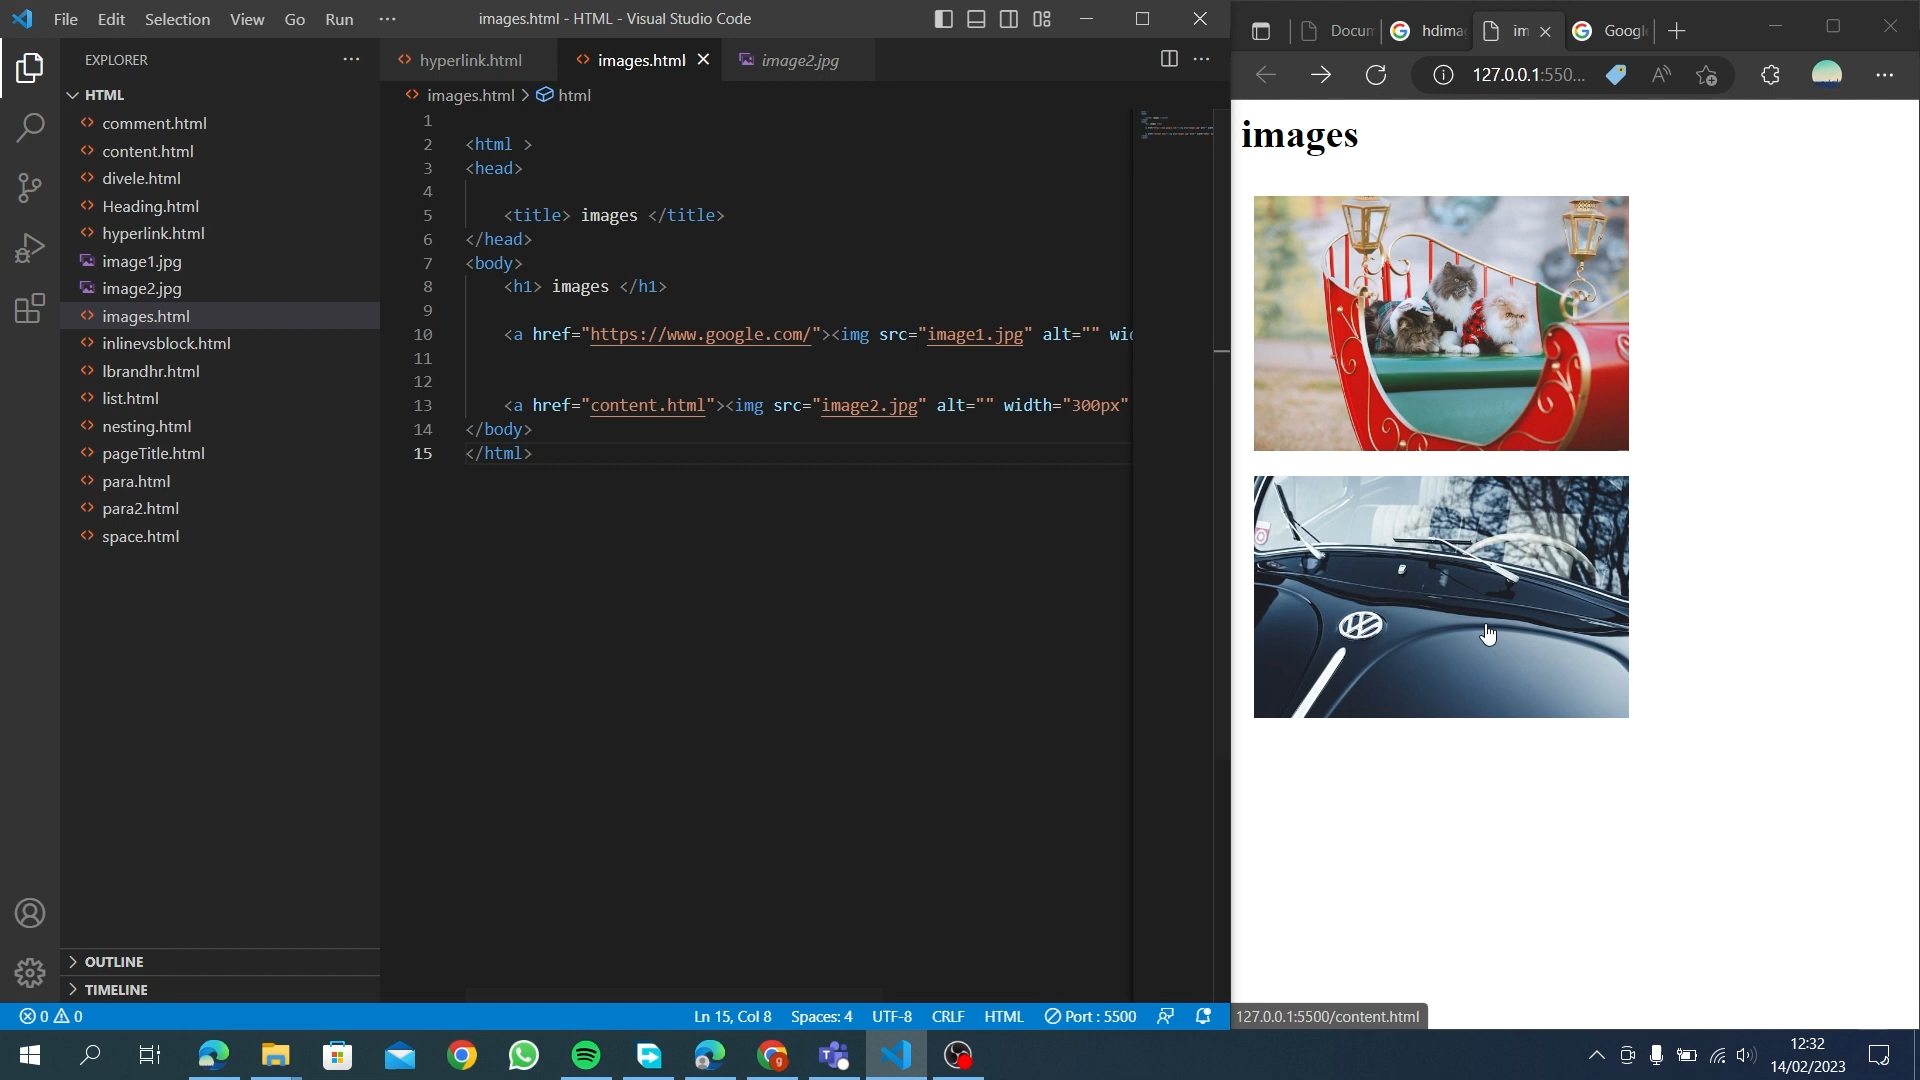 File Edit Selection View Go Run ···
images.html - HTML - Visual Studio Code
EXPLORER
HTML
comment.html
content.html
divele.html
Heading.html
hyperlink.html
image1.jpg
image2.jpg
images.html
inlinevsblock.html
lbrandhr.html
list.html
nesting.html
pageTitle.html
para.html
para2.html
space.html
OUTLINE
TIMELINE
hyperlink.html images.html image2.jpg
images.html > html
1
2 <html >
3 <head>
4
5 <title> images </title>
6 </head>
7 <body>
8 <h1> images </h1>
9
10 <a href="https://www.google.com/"><img src="image1.jpg" alt="" wid
11
12
13 <a href="content.html"><img src="image2.jpg" alt="" width="300px"
14 </body>
15 </html>
0 0 Ln 15, Col 8 Spaces: 4 UTF-8 CRLF HTML Port : 5500
Docum hdima im Googl
127.0.0.1:550...
images
127.0.0.1:5500/content.html
12:32
14/02/2023